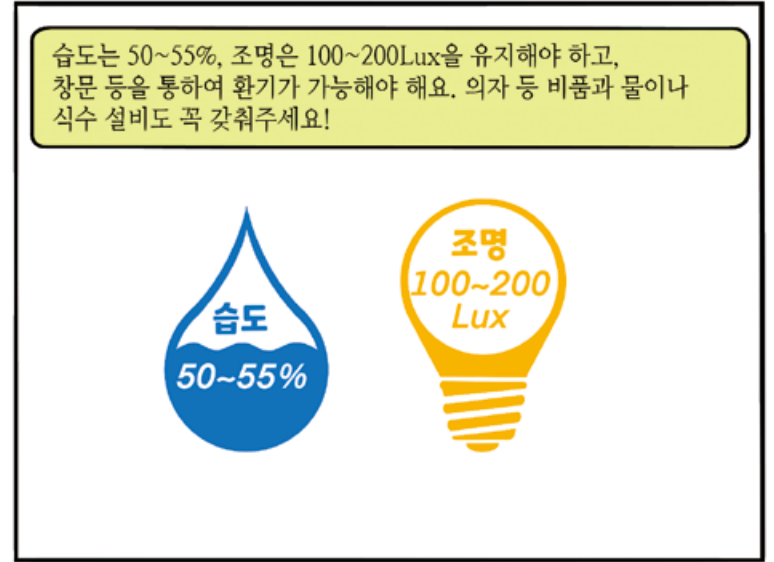 습도는 50~55%, 조명은 100~200Lux을 유지해야 하고,
창문 등을 통하여 환기가 가능해야 해요. 의자 등 비품과 물이나
식수 설비도 꼭 갖춰주세요!
습도
50~55%
조명
100~200
Lux